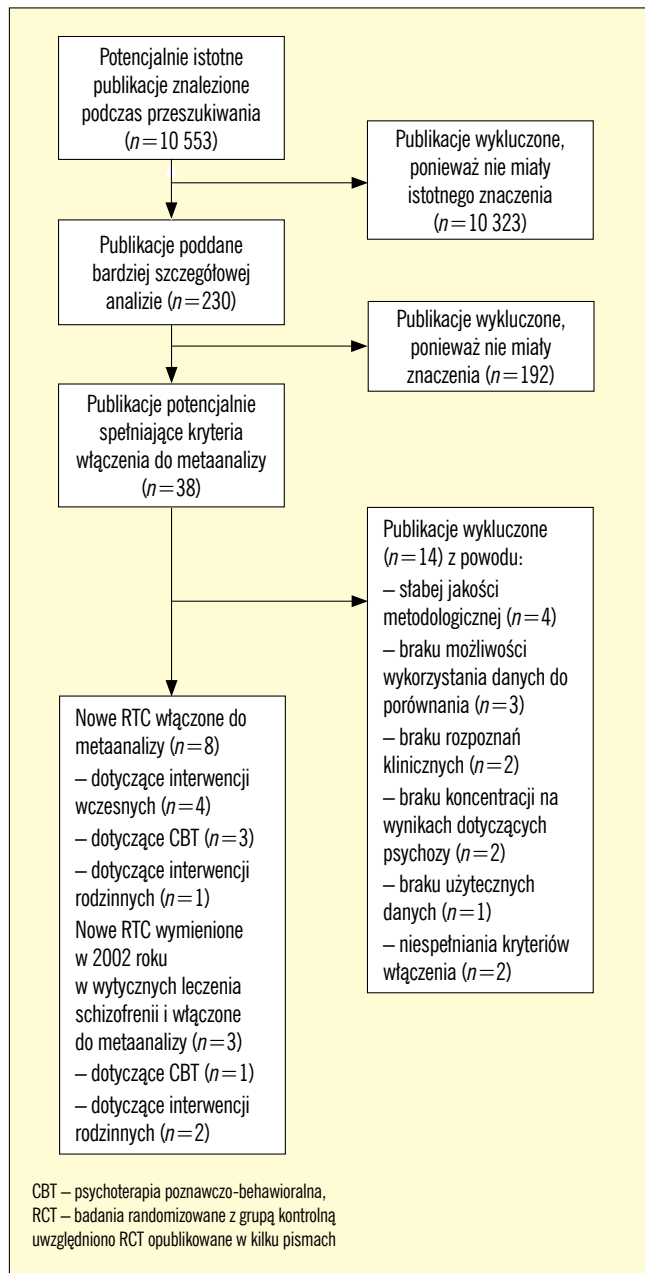 Potencjalnie istotne
publikacje znalezione
podczas przeszukiwania
(n=10 553)
Publikacje wykluczone,
ponieważ nie miały
istotnego znaczenia
(n=10 323)
Publikacje poddane
bardziej szczegółowej
analizie (n=230)
Publikacje wykluczone,
ponieważ nie miały
znaczenia (n=192)
Publikacje potencjalnie
spełniające kryteria
włączenia do metaanalizy
(n=38)
Publikacje wykluczone
(n=14) z powodu:
– słabej jakości
metodologicznej (n=4)
– braku możliwości
wykorzystania danych do
porównania (n=3)
– braku rozpoznań
klinicznych (n=2)
– braku koncentracji na
wynikach dotyczących
psychozy (n=2)
– braku użytecznych
danych (n=1)
– niespełniania kryteriów
włączenia (n=2)
Nowe RTC włączone do
metaanalizy (n=8)
– dotyczące interwencji
wczesnych (n=4)
– dotyczące CBT (n=3)
– dotyczące interwencji
rodzinnych (n=1)
Nowe RTC wymienione
w 2002 roku
w wytycznych leczenia
schizofrenii i włączone
do metaanalizy (n=3)
– dotyczące CBT (n=1)
– dotyczące interwencji
rodzinnych (n=2)
CBT – psychoterapia poznawczo-behawioralna,
RCT – badania randomizowane z grupą kontrolną
uwzględniono RCT opublikowane w kilku pismach